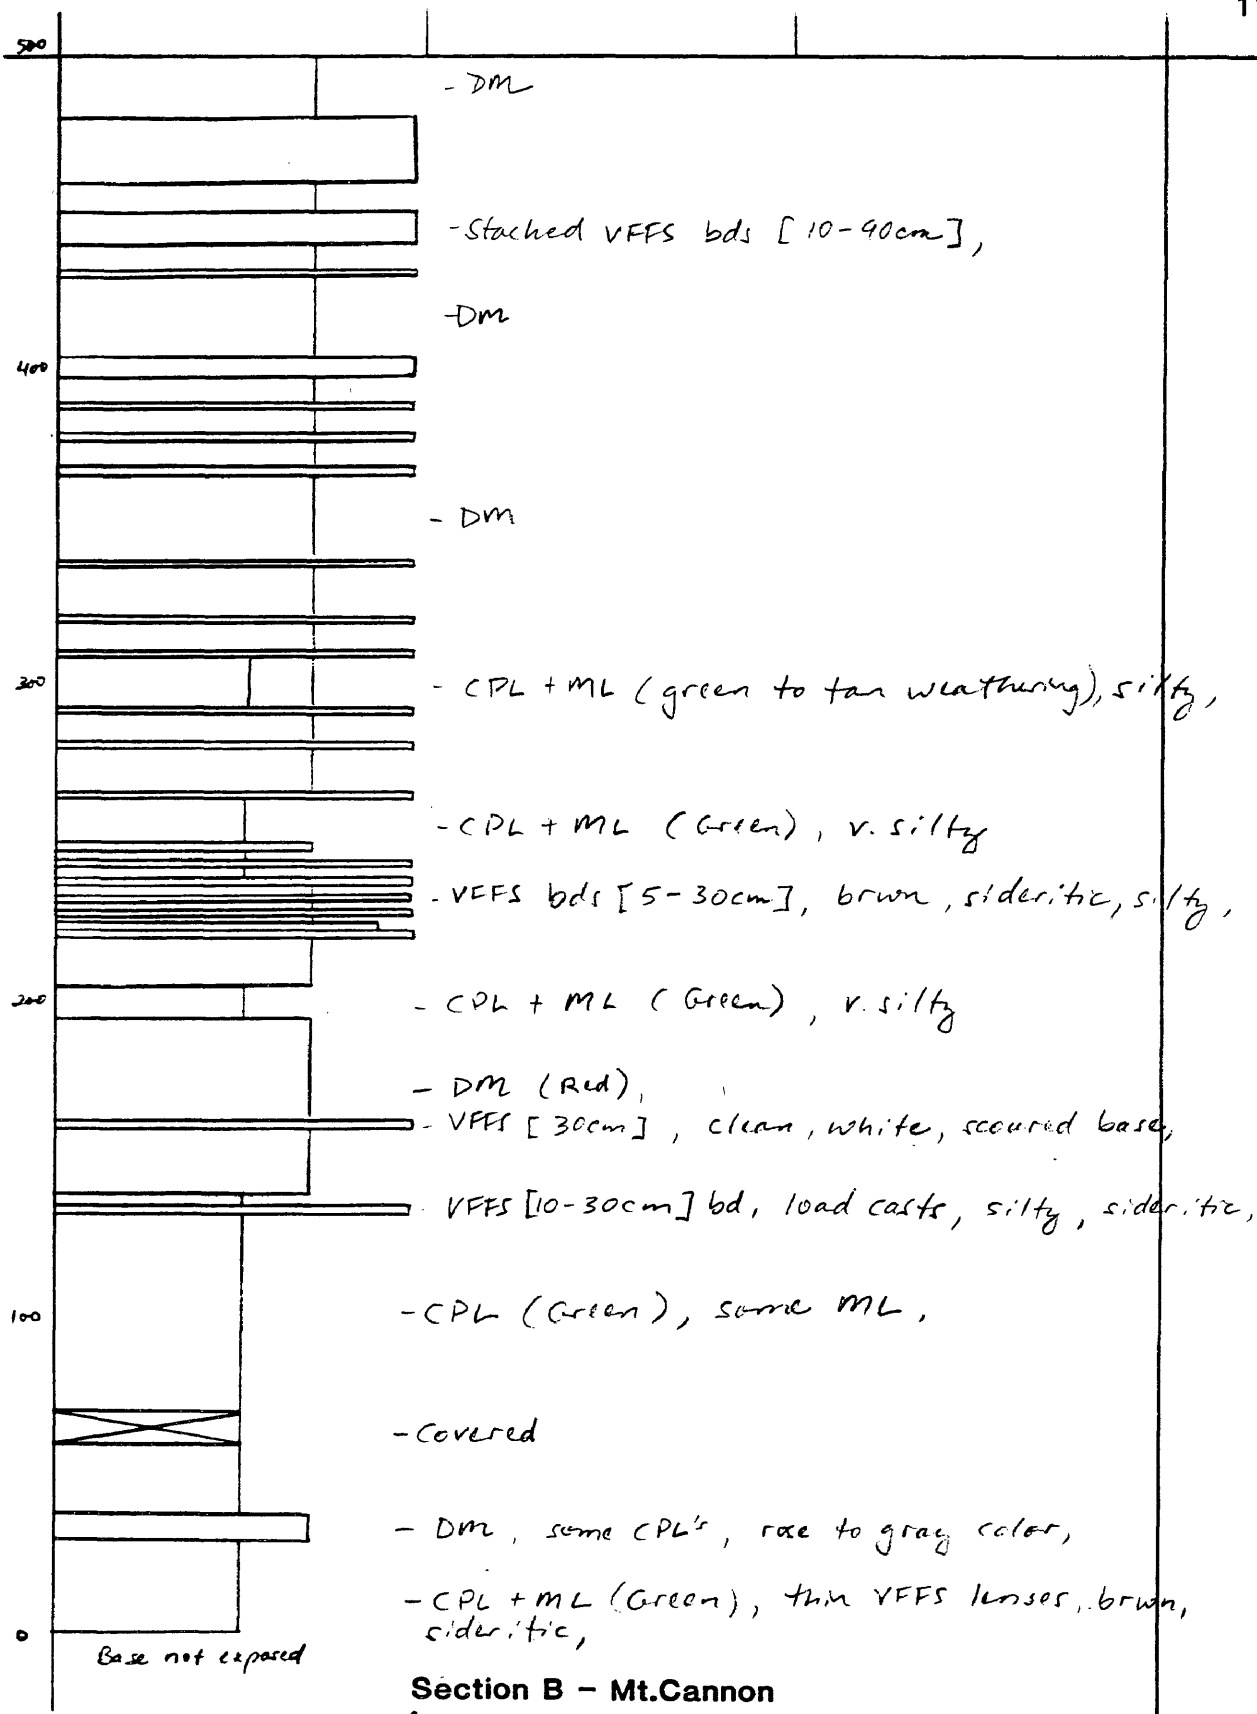 11
500
- DM
- Stacked VFFS bds [10-90cm],
- DM
400
- DM
300
- CPL + ML (green to tan weathering), silty,
- CPL + ML (Green), v. silty
- VFFS bds [5-30cm], brwn, sideritic, silty,
200
- CPL + ML (Green), v. silty
- DM (Red),
- VFFS [30cm], clean, white, scoured base,
- VFFS [10-30cm] bd, load casts, silty, sideritic,
100
- CPL (Green), some ML,
- Covered
- DM, some CPL's, rose to gray color,
- CPL + ML (Green), thin VFFS lenses, brwn,
0
sideritic,
Base not exposed
Section B - Mt.Cannon